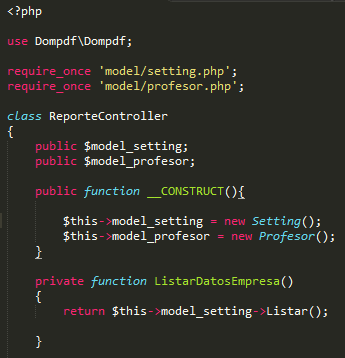 <?php
use Dompdf\Dompdf;
require_once 'model/setting.php';
require_once 'model/profesor.php';
class ReporteController
{
    public $model_setting;
    public $model_profesor;
    public function __CONSTRUCT(){
        $this->model_setting = new Setting();
        $this->model_profesor = new Profesor();
    }
    private function ListarDatosEmpresa()
    {
        return $this->model_setting->Listar();
    }